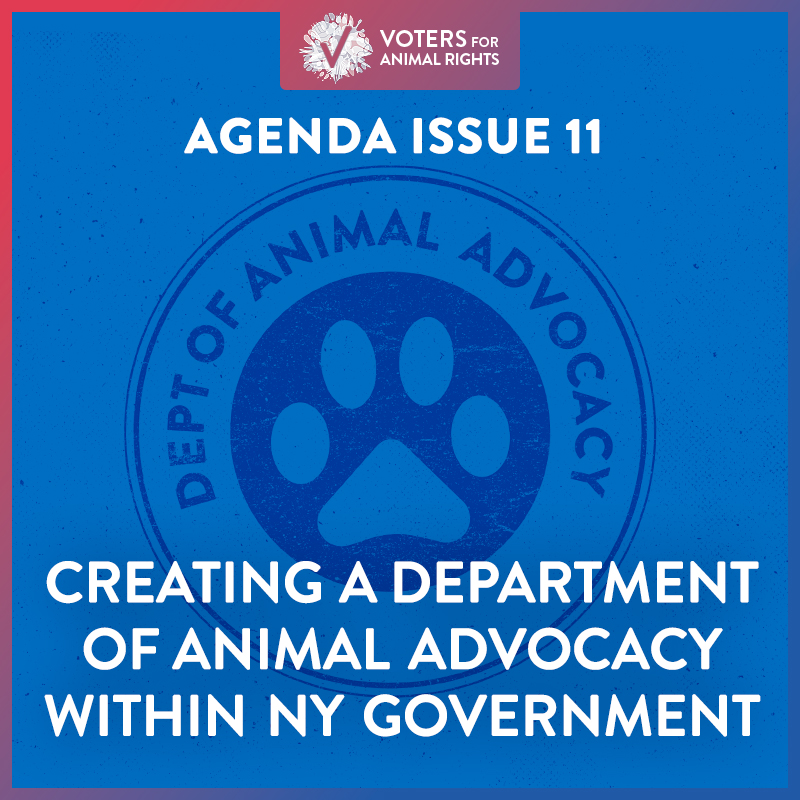 VOTERS FOR
ANIMAL RIGHTS
AGENDA ISSUE 11
DEPT OF ANIMAL ADVOCACY
CREATING A DEPARTMENT
OF ANIMAL ADVOCACY
WITHIN NY GOVERNMENT